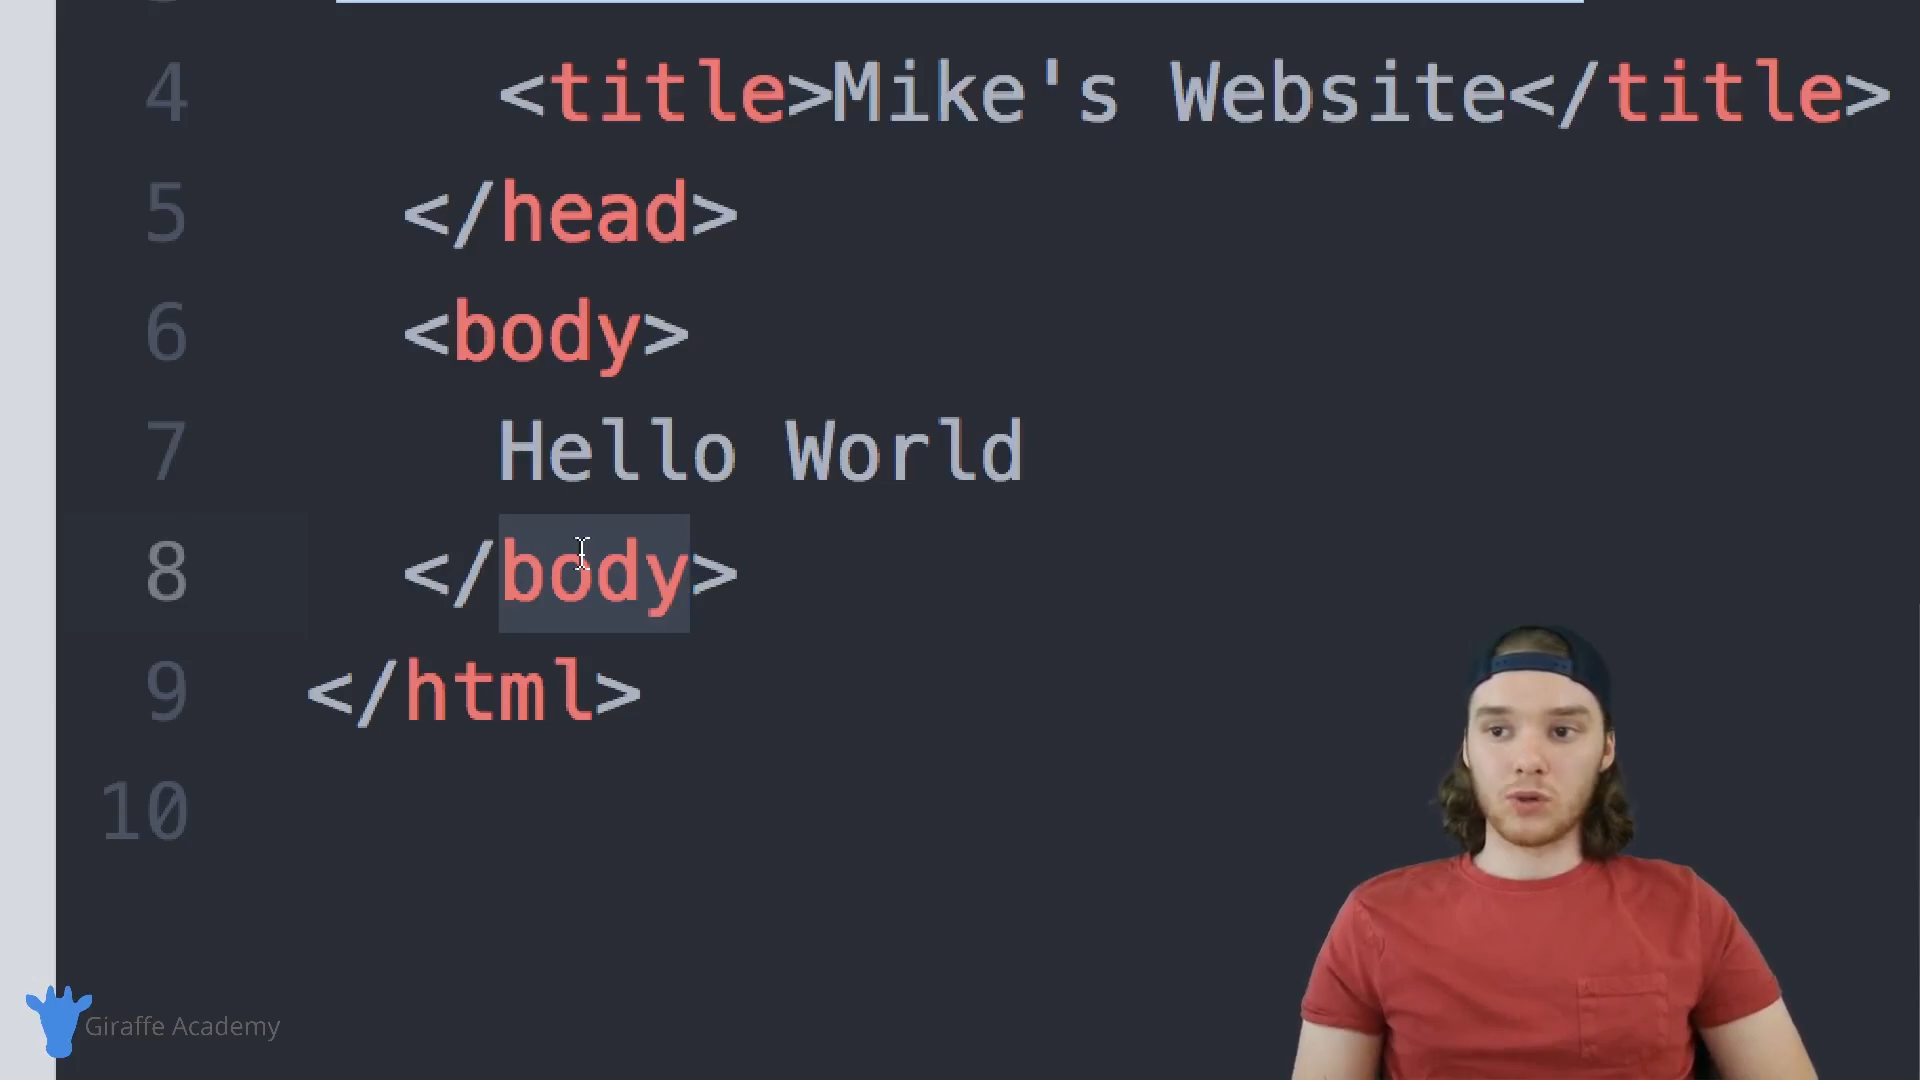 4 <title>Mike's Website</title>
5 </head>
6 <body>
7 Hello World
8 </body>
9 </html>
10
Giraffe Academy